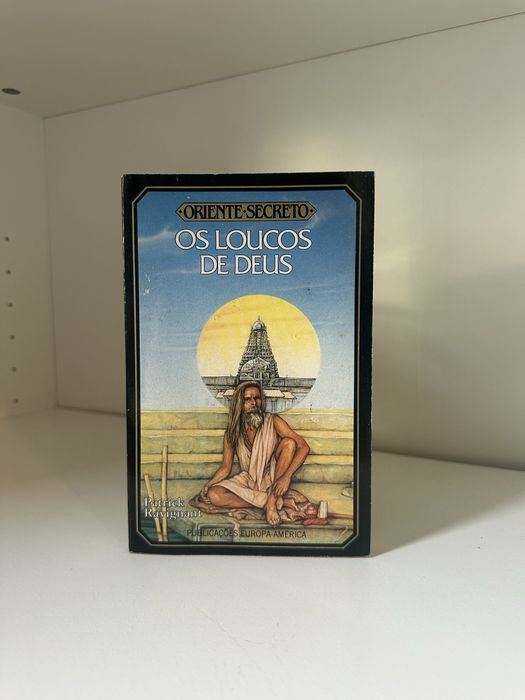 ORIENTE·SECRETO
OS LOUCOS
DE DEUS
Patrick
Ravignant
PUBLICAÇÕES EUROPA-AMÉRICA